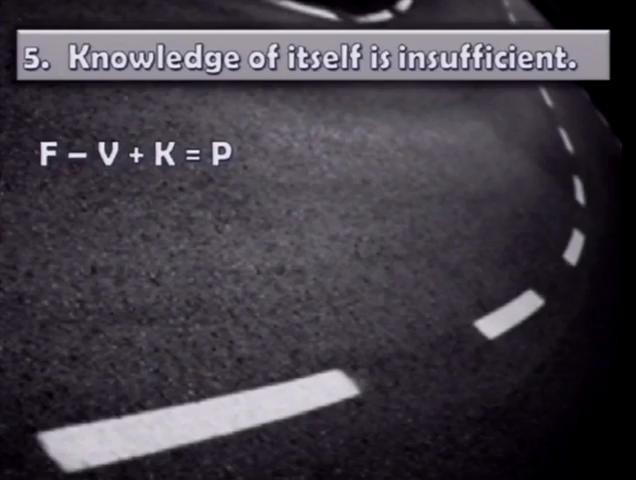 5. Knowledge of itself is insufficient.
F – V + K = P